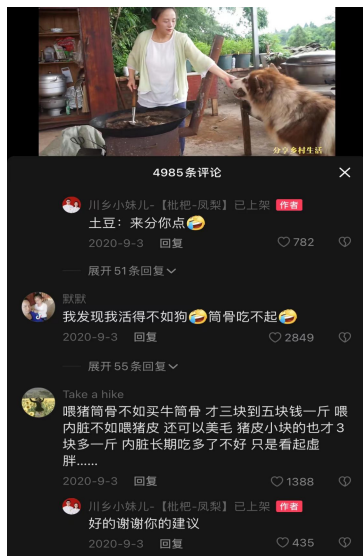 分享乡村生活
4985条评论
川乡小妹儿-【枇杷-凤梨】已上架 作者
土豆：来分你点🤣
2020-9-3 回复 782
展开51条回复
默默
我发现我活得不如狗🤣筒骨吃不起🤣
2020-9-3 回复 2849
展开55条回复
Take a hike
喂猪筒骨不如买牛筒骨 才三块到五块钱一斤 喂
内脏不如喂猪皮 还可以美毛 猪皮小块的也才3
块多一斤 内脏长期吃多了不好 只是看起虚
胖......
2020-9-3 回复 1388
川乡小妹儿-【枇杷-凤梨】已上架 作者
好的谢谢你的建议
2020-9-3 回复 435